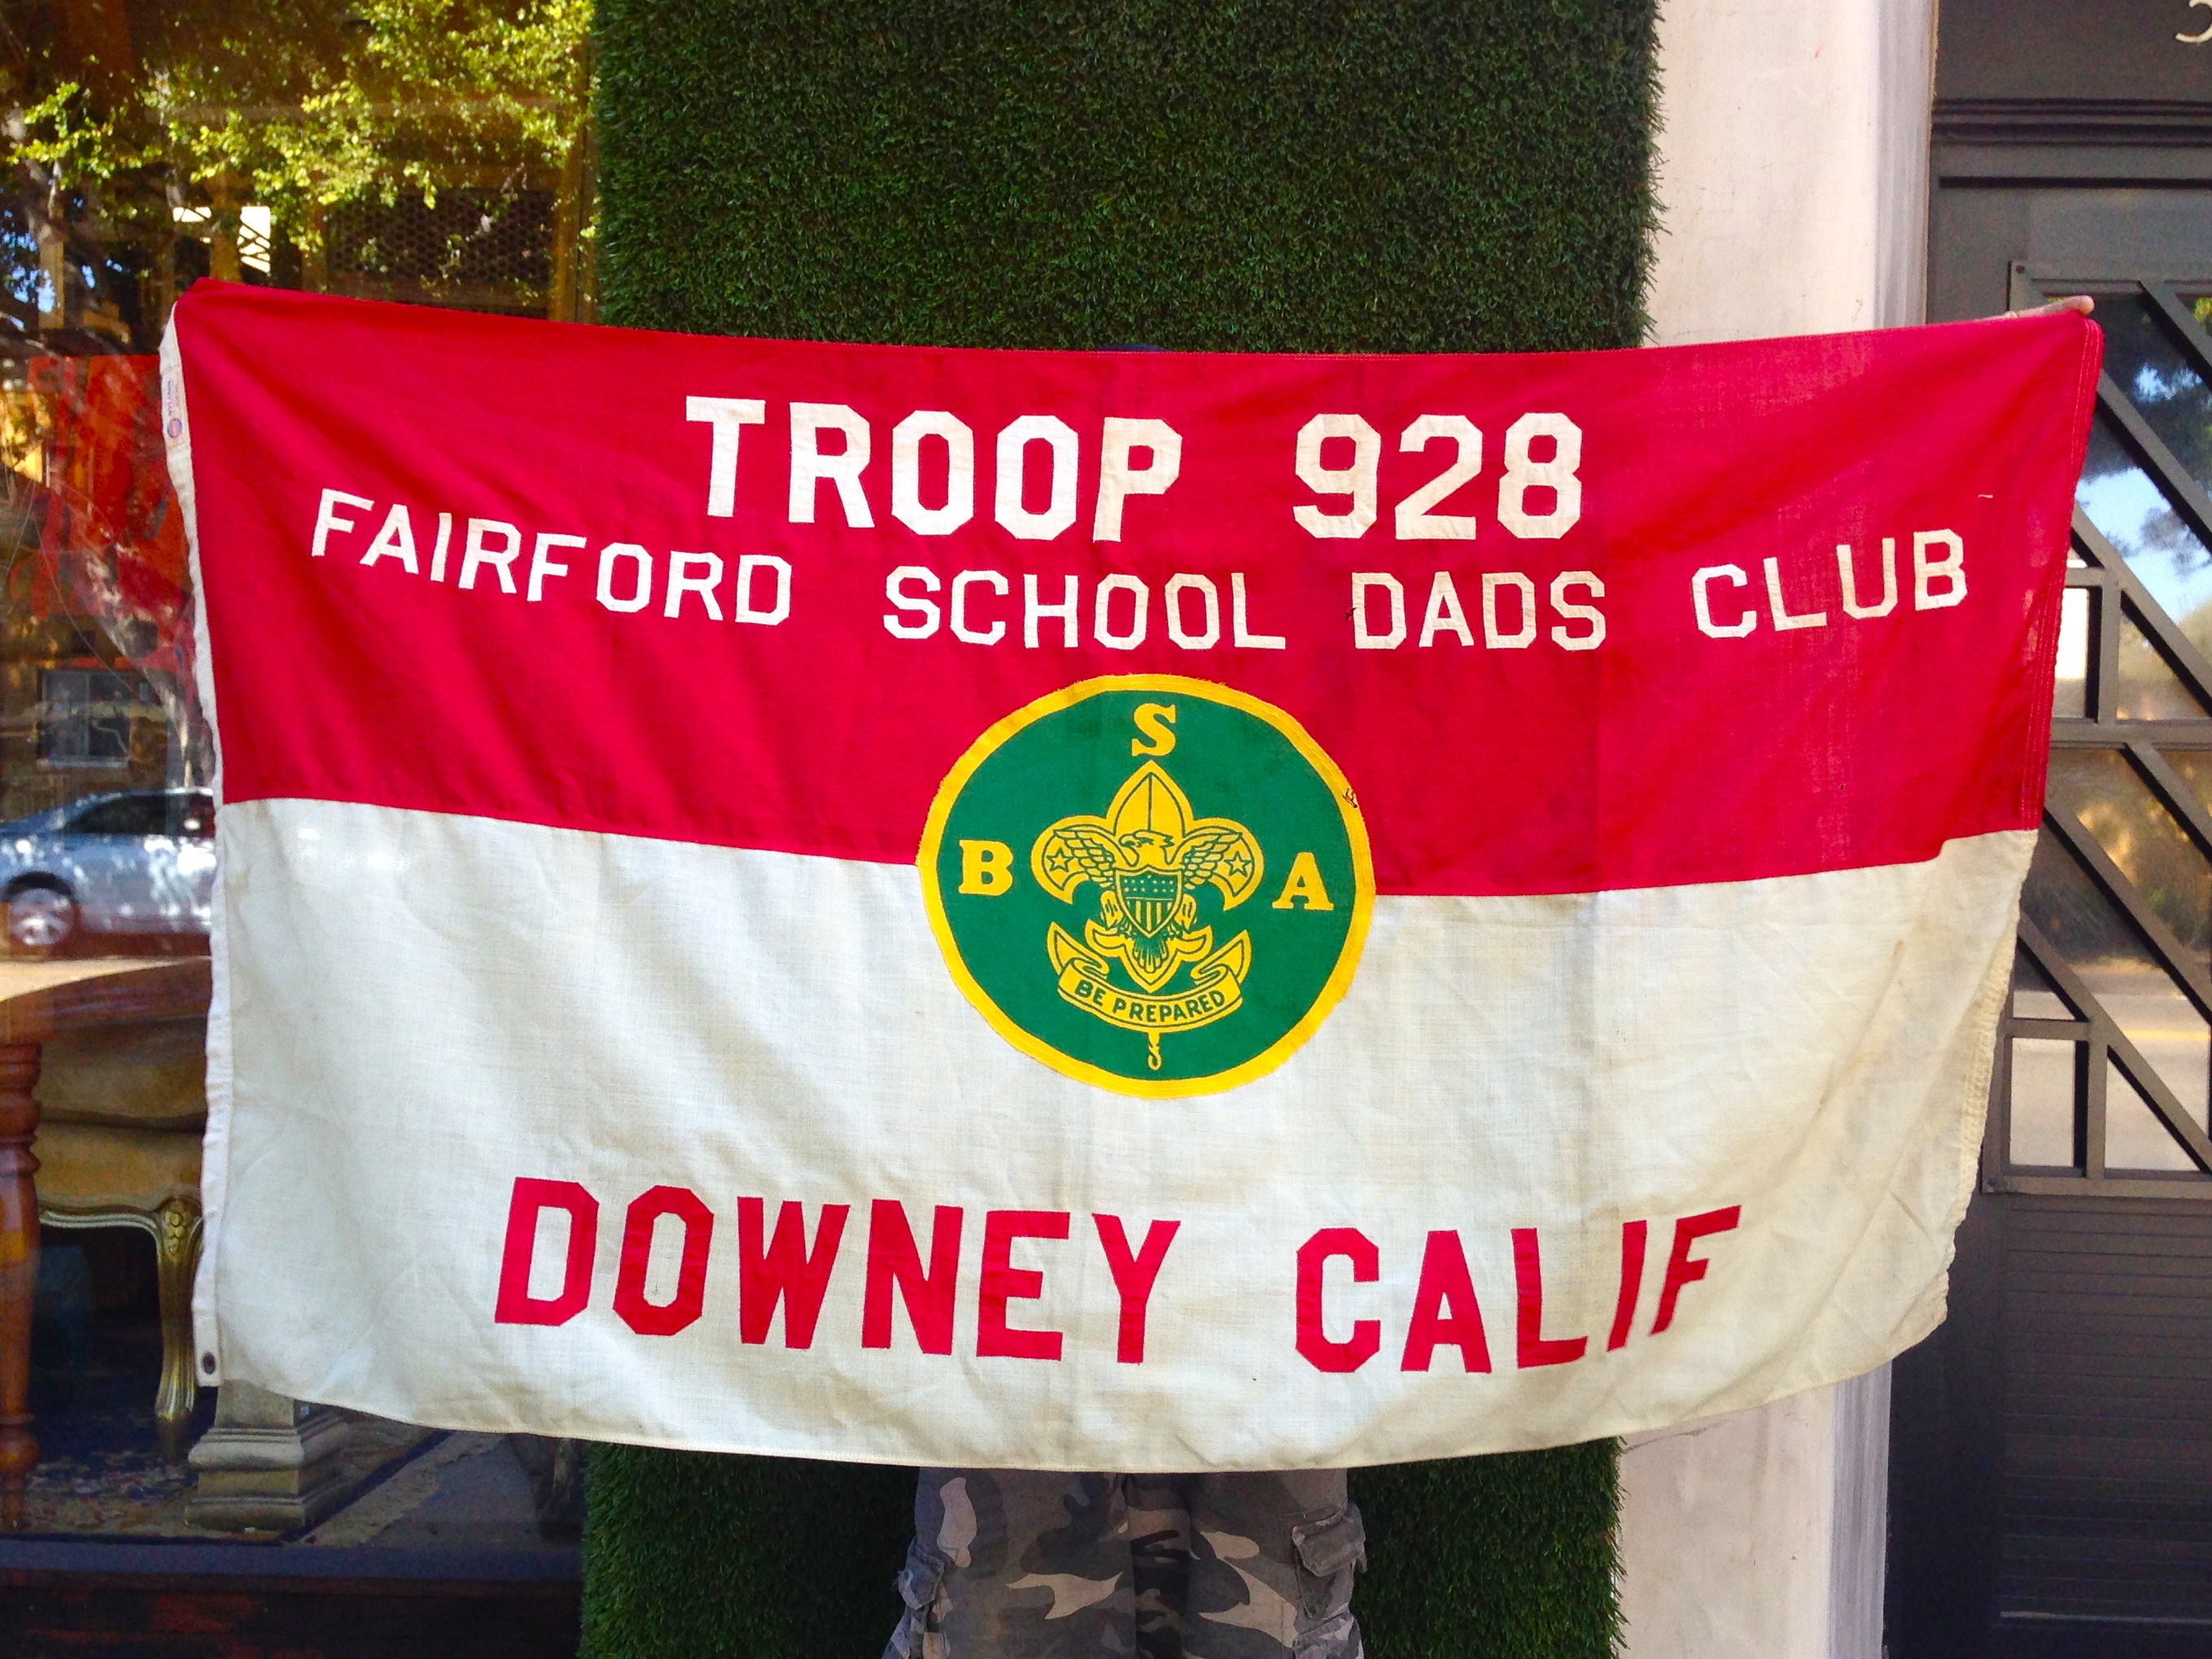 TROOP 928
FAIRFORD SCHOOL DADS CLUB
S
B A
BE PREPARED
DOWNEY CALIF